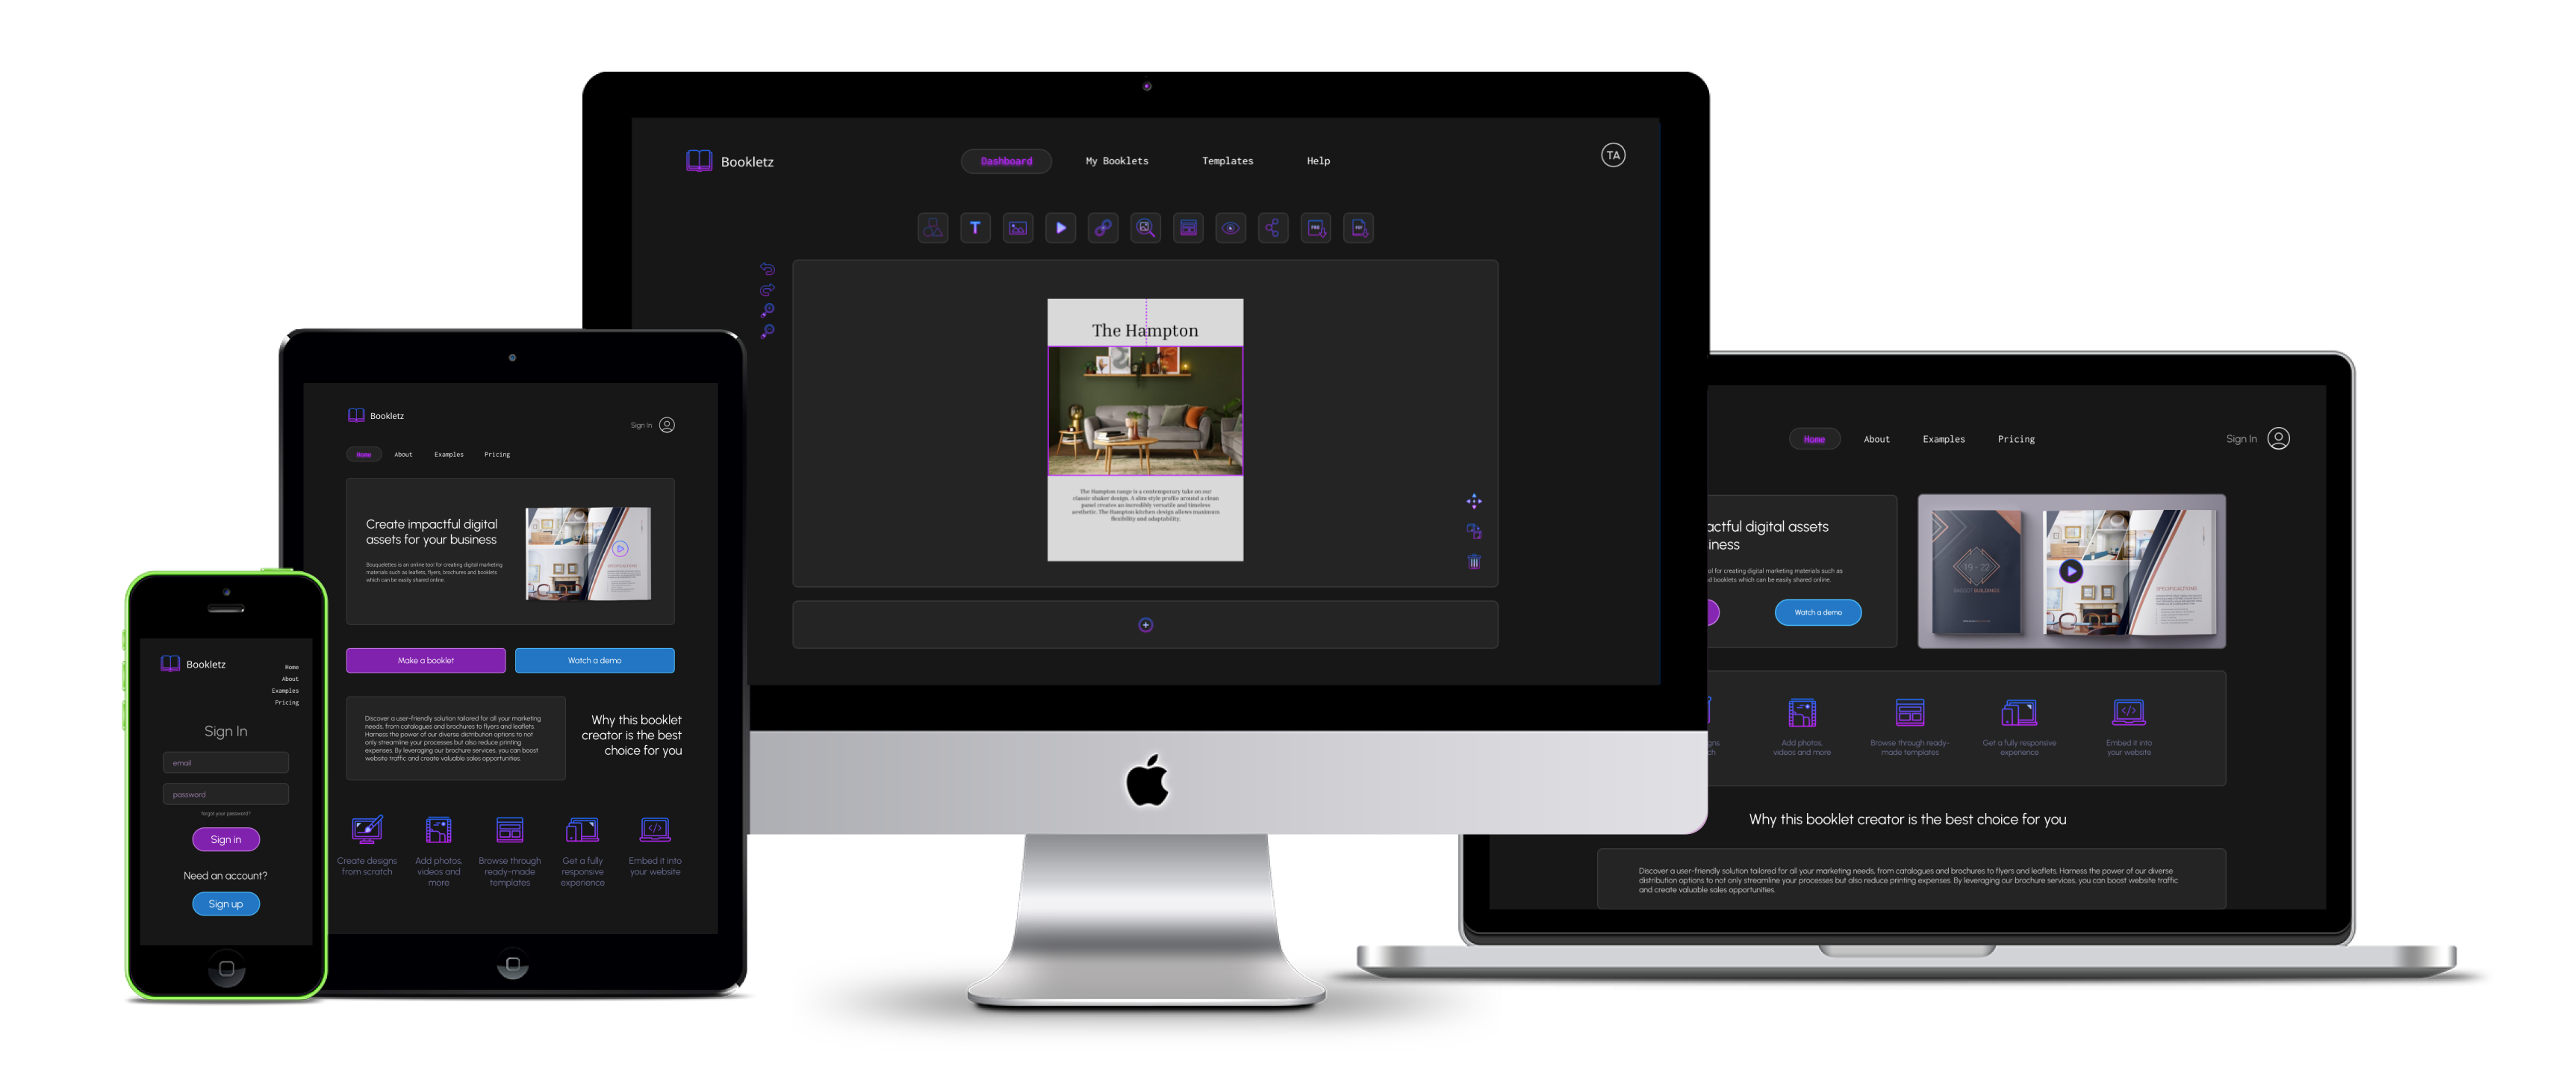 Bookletz
Dashboard
My Booklets
Templates
Help
TA
T
PNG
PDF
The Hampton
The Hampton range is a contemporary take on our
classic shaker design. A slim style profile around a clean
panel creates an incredibly versatile and timeless
aesthetic. The Hampton kitchen design allows maximum
flexibility and adaptability.
Bookletz
Sign In
Home
About
Examples
Pricing
Create impactful digital
assets for your business
Bouquelettes is an online tool for creating digital marketing
materials such as leaflets, flyers, brochures and booklets
which can be easily shared online.
SPECIFICATIONS
Make a booklet
Watch a demo
Discover a user-friendly solution tailored for all your marketing
needs, from catalogues and brochures to flyers and leaflets.
Harness the power of our diverse distribution options to not
only streamline your processes but also reduce printing
expenses. By leveraging our brochure services, you can boost
website traffic and create valuable sales opportunities.
Why this booklet
creator is the best
choice for you
Create designs
from scratch
Add photos,
videos and
more
Browse through
ready-made
templates
Get a fully
responsive
experience
Embed it into
your website
Bookletz
Home
About
Examples
Pricing
Sign In
email
password
forgot your password?
Sign in
Need an account?
Sign up
Home
About
Examples
Pricing
Sign In
actful digital assets
iness
ol for creating digital marketing materials such as
d booklets which can be easily shared online.
Watch a demo
19 - 22
PROJECT BUILDINGS
SPECIFICATIONS
gns
ch
Add photos,
videos and more
Browse through ready-
made templates
Get a fully responsive
experience
Embed it into
your website
Why this booklet creator is the best choice for you
Discover a user-friendly solution tailored for all your marketing needs, from catalogues and brochures to flyers and leaflets. Harness the power of our diverse
distribution options to not only streamline your processes but also reduce printing expenses. By leveraging our brochure services, you can boost website traffic
and create valuable sales opportunities.